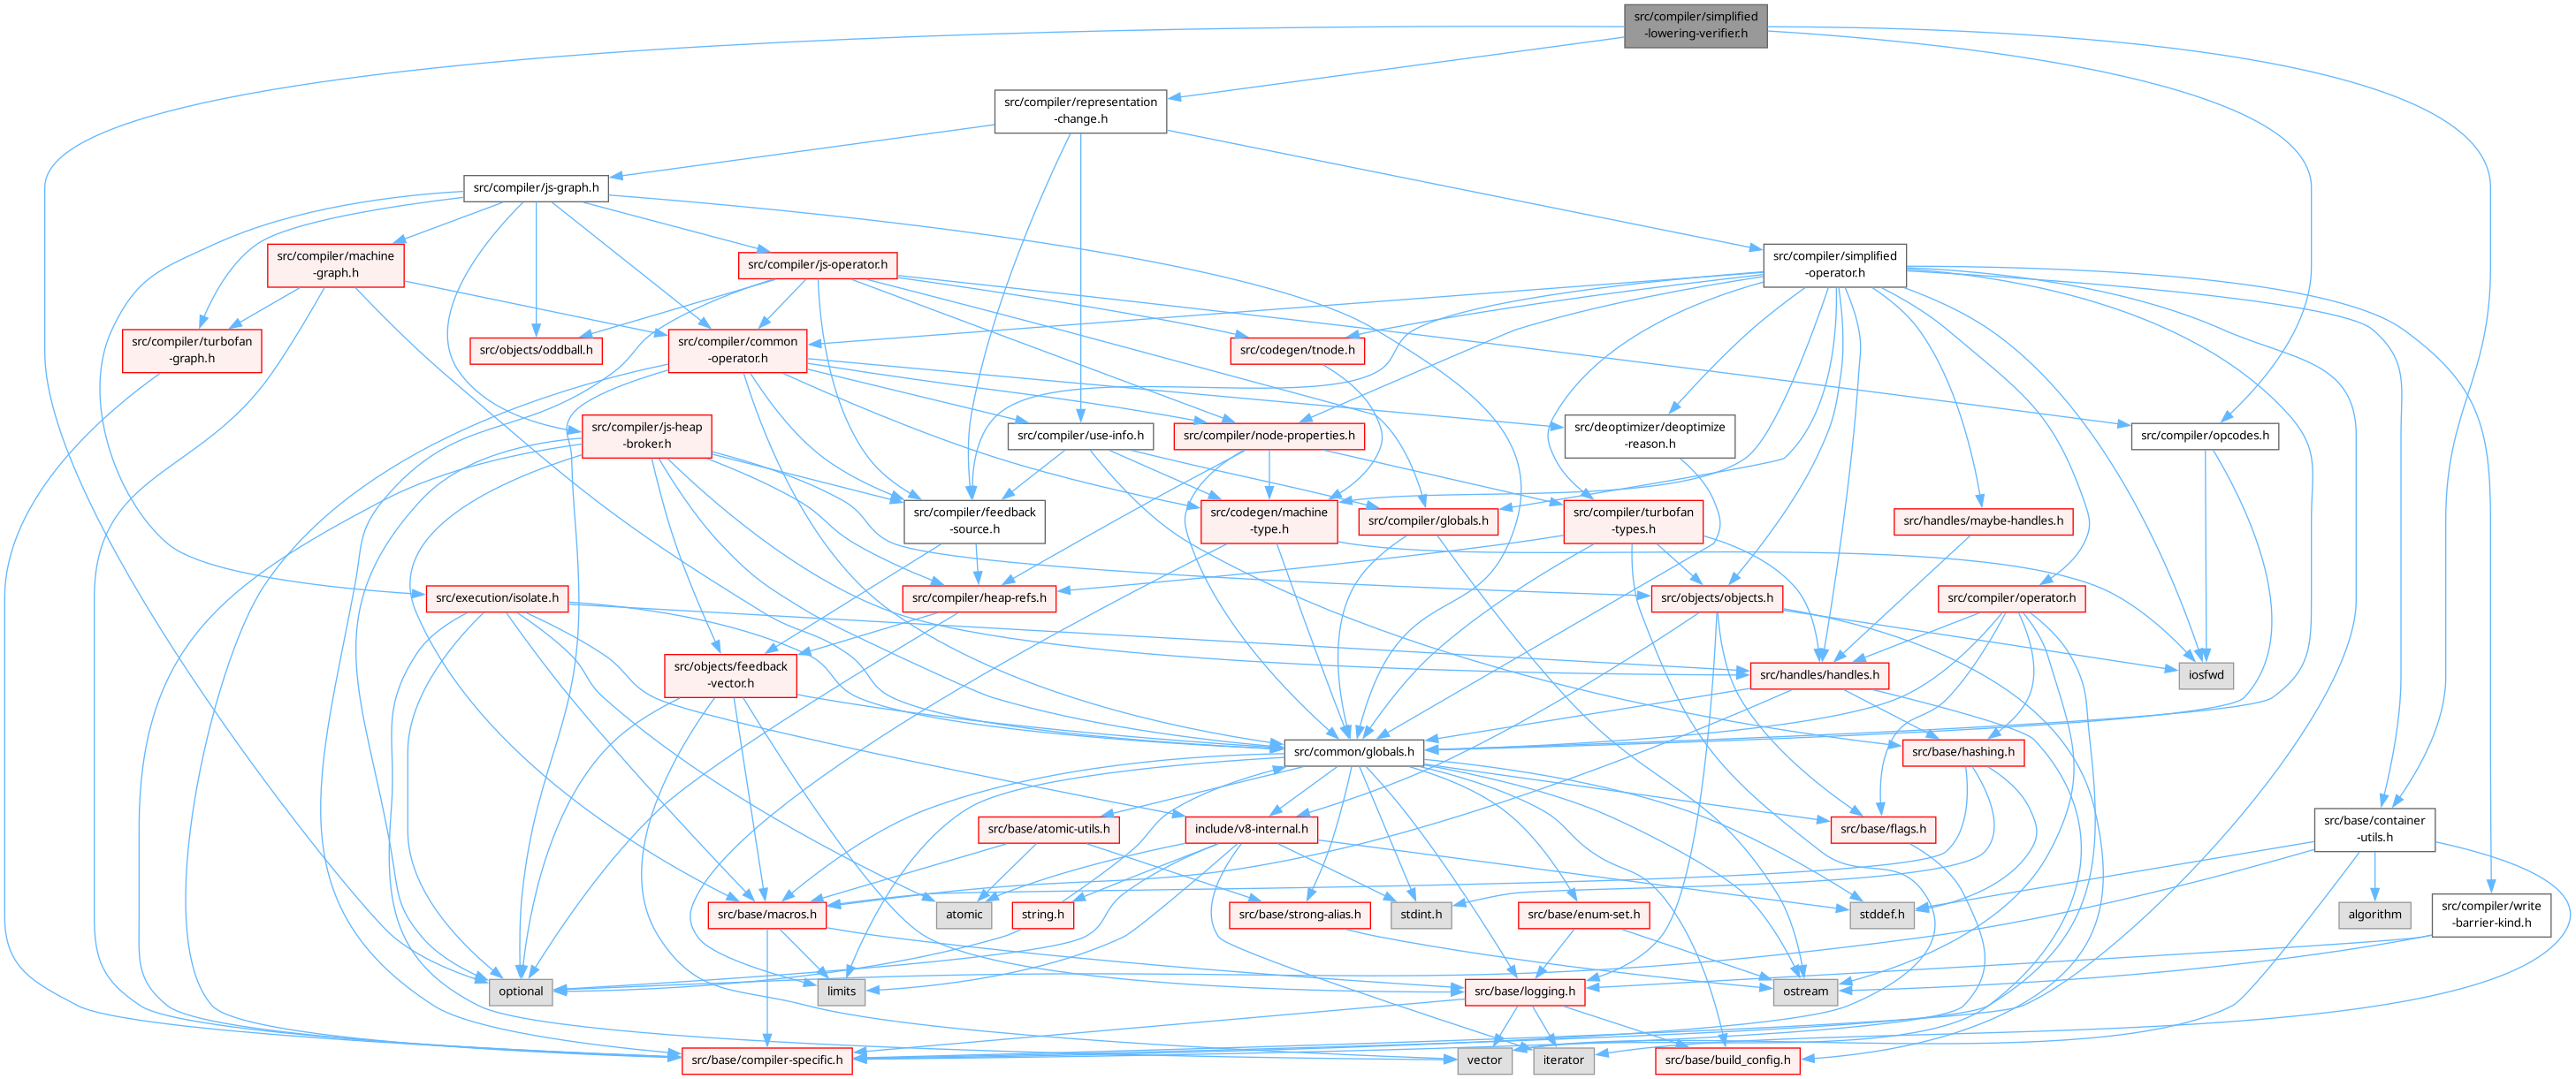 src/compiler/simplified
-lowering-verifier.h
src/compiler/representation
-change.h
src/compiler/js-graph.h
src/compiler/machine
-graph.h
src/compiler/js-operator.h
src/compiler/simplified
-operator.h
src/compiler/turbofan
-graph.h
src/objects/oddball.h
src/compiler/common
-operator.h
src/codegen/tnode.h
src/compiler/js-heap
-broker.h
src/compiler/use-info.h
src/compiler/node-properties.h
src/deoptimizer/deoptimize
-reason.h
src/compiler/opcodes.h
src/compiler/feedback
-source.h
src/codegen/machine
-type.h
src/compiler/globals.h
src/compiler/turbofan
-types.h
src/handles/maybe-handles.h
src/execution/isolate.h
src/compiler/heap-refs.h
src/objects/objects.h
src/compiler/operator.h
src/objects/feedback
-vector.h
src/handles/handles.h
iosfwd
src/common/globals.h
src/base/hashing.h
src/base/atomic-utils.h
include/v8-internal.h
src/base/flags.h
src/base/container
-utils.h
src/base/macros.h
atomic
string.h
src/base/strong-alias.h
stdint.h
src/base/enum-set.h
stddef.h
algorithm
src/compiler/write
-barrier-kind.h
optional
limits
src/base/logging.h
ostream
src/base/compiler-specific.h
vector
iterator
src/base/build_config.h